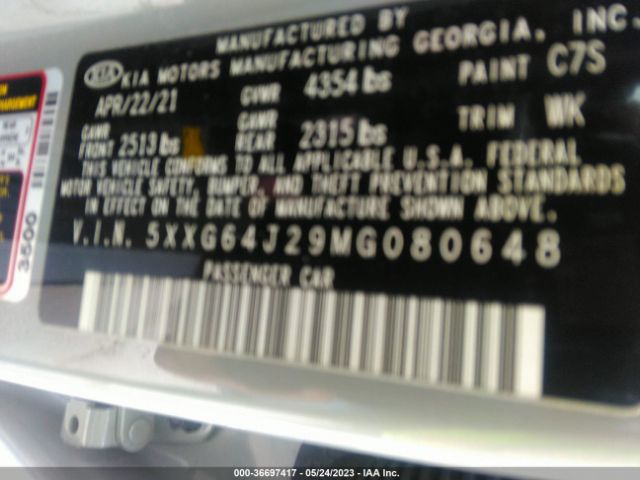 MANUFACTURED BY
KIA KIA MOTORS MANUFACTURING GEORGIA, INC.
APR/22/21 GVWR 4354 lbs PAINT C7S
GAWR FRONT 2513 lbs GAWR REAR 2315 lbs TRIM WK
THIS VEHICLE CONFORMS TO ALL APPLICABLE U.S.A. FEDERAL
MOTOR VEHICLE SAFETY, BUMPER, AND THEFT PREVENTION STANDARDS
IN EFFECT ON THE DATE OF MANUFACTURE SHOWN ABOVE.
V.I.N. 5XXG64J29MG080648
PASSENGER CAR
3500
000-36697417 • 05/24/2023 • IAA Inc.